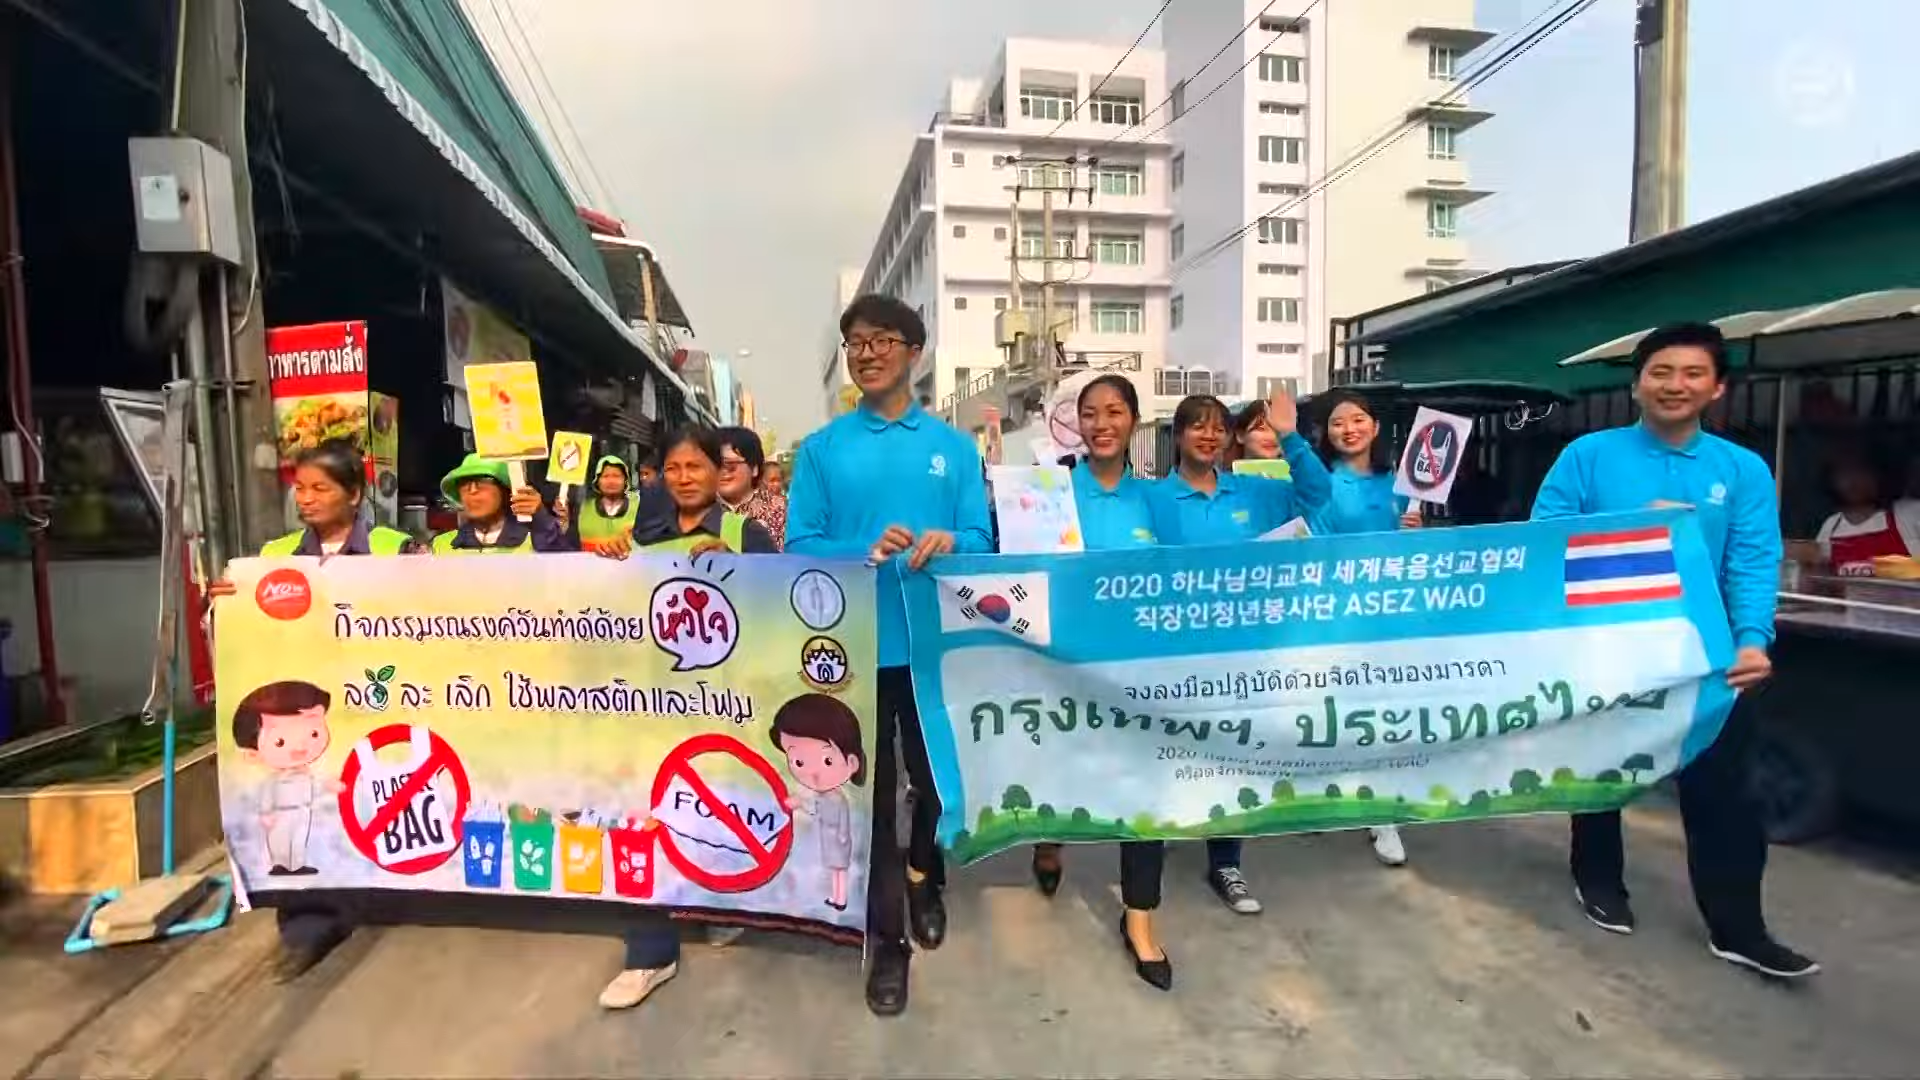 อาหารตามสั่ง
NOW
กิจกรรมรณรงค์วันทำดีด้วย หัวใจ
ลด ละ เลิก ใช้พลาสติกและโฟม
PLASTIC
BAG
FOAM
2020 하나님의교회 세계복음선교협회
직장인청년봉사단 ASEZ WAO
จงลงมือปฏิบัติด้วยจิตใจของมารดา
กรุงเทพฯ, ประเทศไทย
2020
BAG